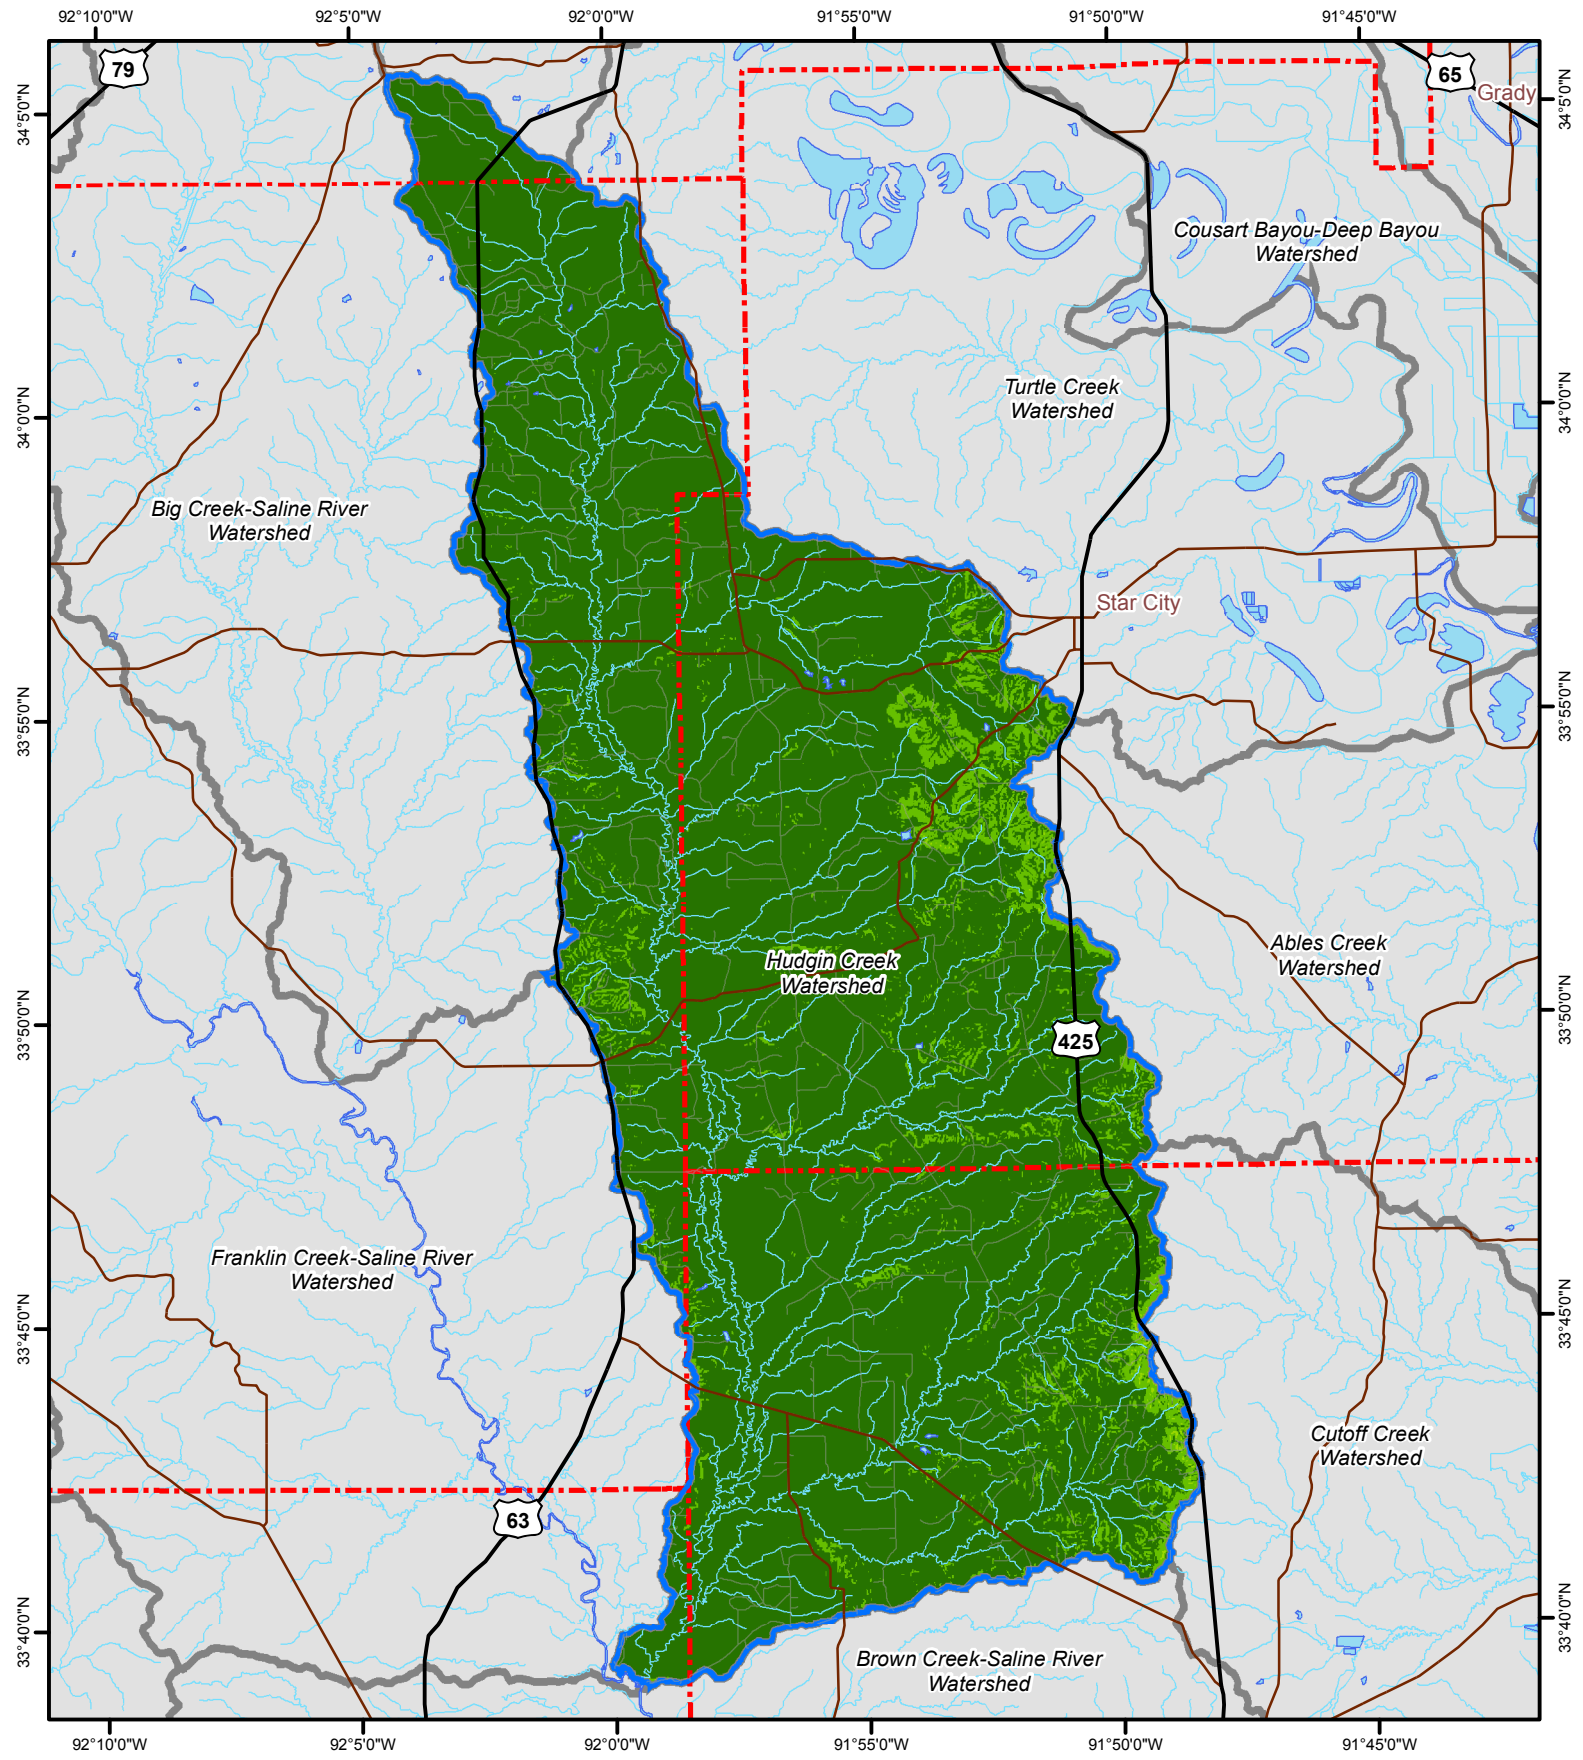 92°10'0"W 92°5'0"W 92°0'0"W 91°55'0"W 91°50'0"W 91°45'0"W
79
65
Grady
34°5'0"N
34°5'0"N
Cousart Bayou-Deep Bayou
Watershed
Turtle Creek
Watershed
34°0'0"N
34°0'0"N
Big Creek-Saline River
Watershed
Star City
33°55'0"N
33°55'0"N
Hudgin Creek
Watershed
Ables Creek
Watershed
33°50'0"N
33°50'0"N
425
Franklin Creek-Saline River
Watershed
33°45'0"N
33°45'0"N
Cutoff Creek
Watershed
63
33°40'0"N
33°40'0"N
Brown Creek-Saline River
Watershed
92°10'0"W 92°5'0"W 92°0'0"W 91°55'0"W 91°50'0"W 91°45'0"W